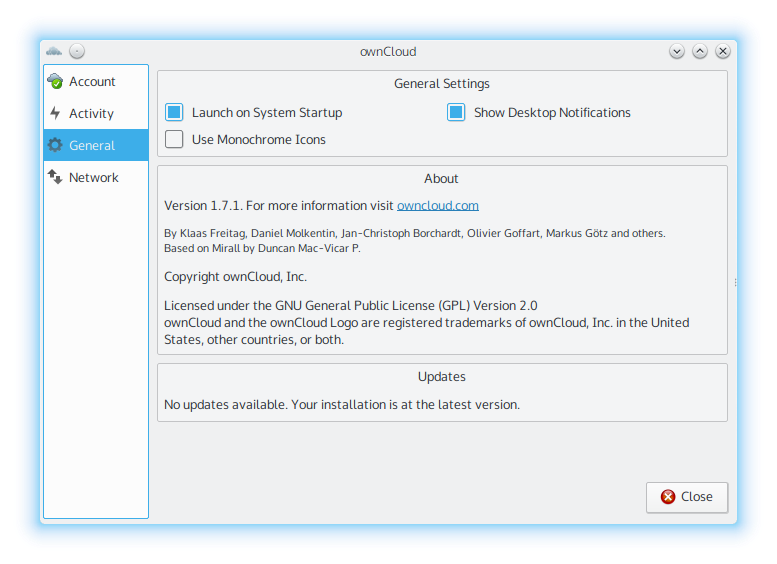 ownCloud
Account
Activity
General
Network
General Settings
Launch on System Startup
Show Desktop Notifications
Use Monochrome Icons
About
Version 1.7.1. For more information visit owncloud.com
By Klaas Freitag, Daniel Molkentin, Jan-Christoph Borchardt, Olivier Goffart, Markus Götz and others.
Based on Mirall by Duncan Mac-Vicar P.
Copyright ownCloud, Inc.
Licensed under the GNU General Public License (GPL) Version 2.0
ownCloud and the ownCloud Logo are registered trademarks of ownCloud, Inc. in the United
States, other countries, or both.
Updates
No updates available. Your installation is at the latest version.
Close